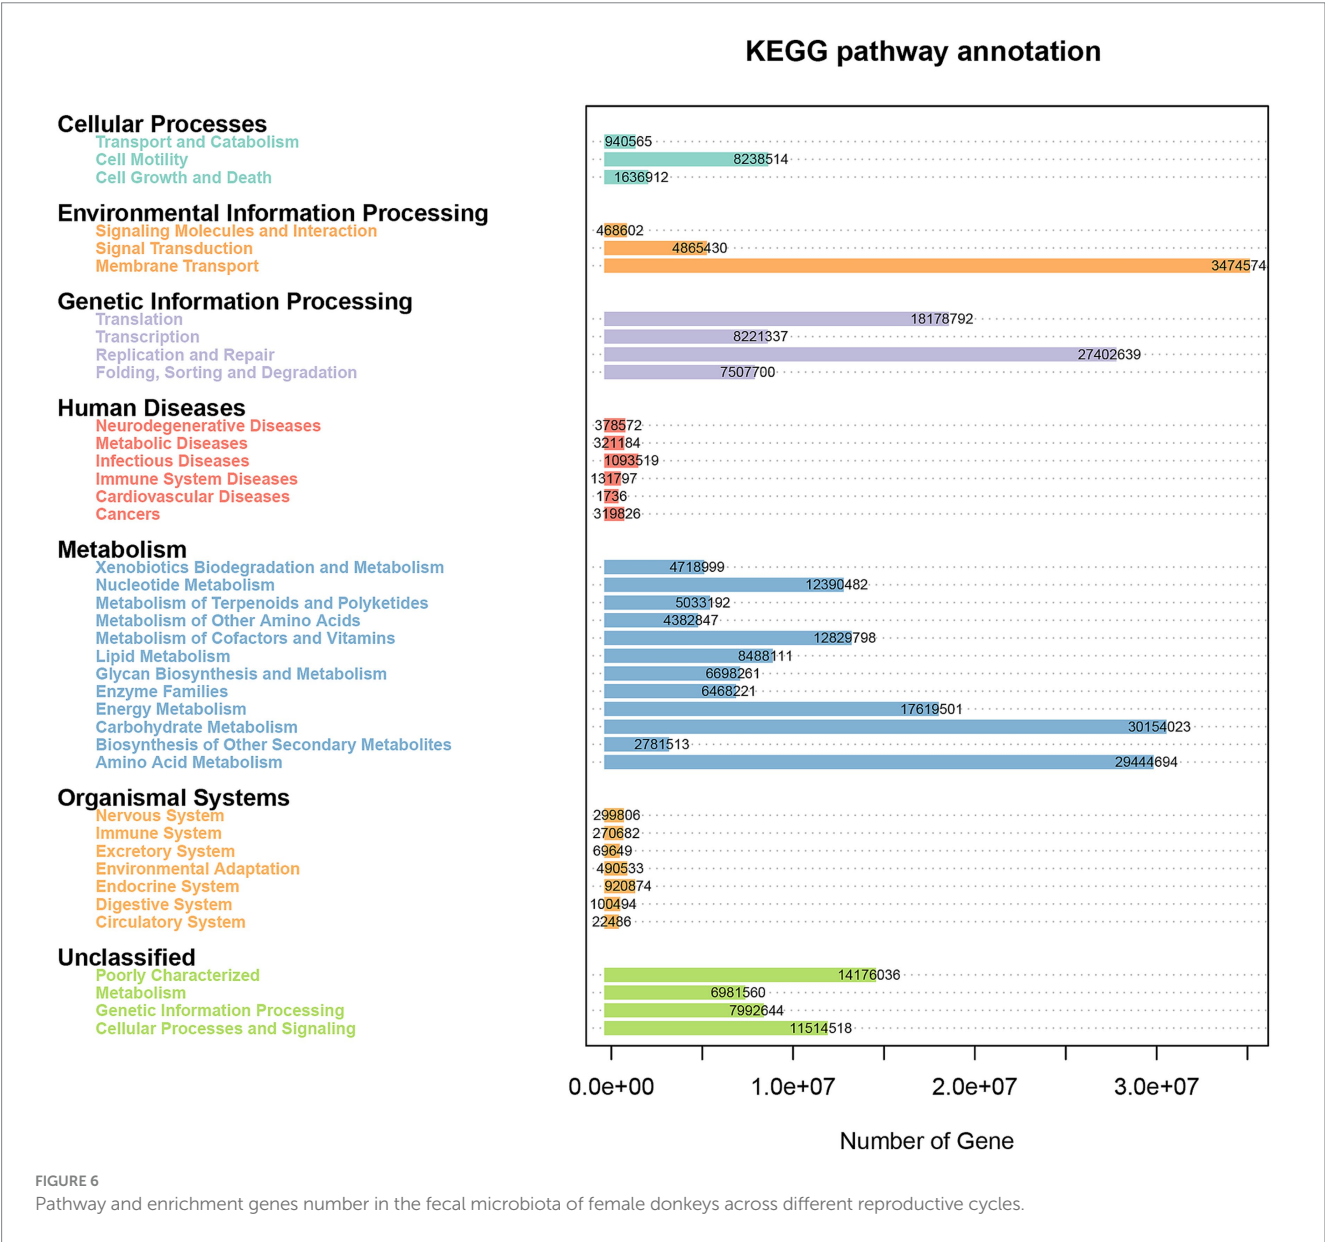 KEGG pathway annotation
Cellular Processes
Transport and Catabolism 940565
Cell Motility 8238514
Cell Growth and Death 1636912
Environmental Information Processing
Signaling Molecules and Interaction 468602
Signal Transduction 4865430
Membrane Transport 3474574
Genetic Information Processing
Translation 18178792
Transcription 8221337
Replication and Repair 27402639
Folding, Sorting and Degradation 7507700
Human Diseases
Neurodegenerative Diseases 378572
Metabolic Diseases 321184
Infectious Diseases 1093519
Immune System Diseases 131797
Cardiovascular Diseases 1736
Cancers 319826
Metabolism
Xenobiotics Biodegradation and Metabolism 4718999
Nucleotide Metabolism 12390482
Metabolism of Terpenoids and Polyketides 5033192
Metabolism of Other Amino Acids 4382847
Metabolism of Cofactors and Vitamins 12829798
Lipid Metabolism 8488111
Glycan Biosynthesis and Metabolism 6698261
Enzyme Families 6468221
Energy Metabolism 17619501
Carbohydrate Metabolism 30154023
Biosynthesis of Other Secondary Metabolites 2781513
Amino Acid Metabolism 29444694
Organismal Systems
Nervous System 299806
Immune System 270682
Excretory System 69649
Environmental Adaptation 490533
Endocrine System 920874
Digestive System 100494
Circulatory System 22486
Unclassified
Poorly Characterized 14176036
Metabolism 6981560
Genetic Information Processing 7992644
Cellular Processes and Signaling 11514518
0.0e+00 1.0e+07 2.0e+07 3.0e+07
Number of Gene
FIGURE 6
Pathway and enrichment genes number in the fecal microbiota of female donkeys across different reproductive cycles.